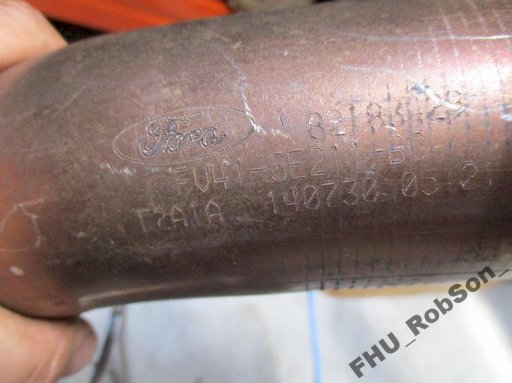 Ford
FV41-5E211-BC
T2A1A 140730 05:2
FHU_RobSon_